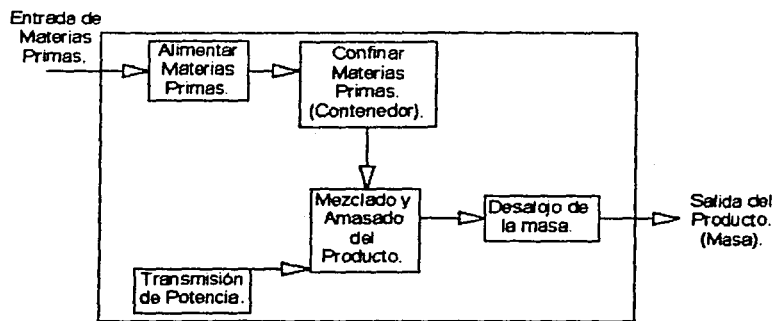 Entrada de
Materias
Primas.
Alimentar
Materias
Primas.
Confinar
Materias
Primas.
(Contenedor).
Mezclado y
Amasado
del
Producto.
Desalojo de
la masa.
Salida del
Producto.
(Masa).
Transmisión
de Potencia.